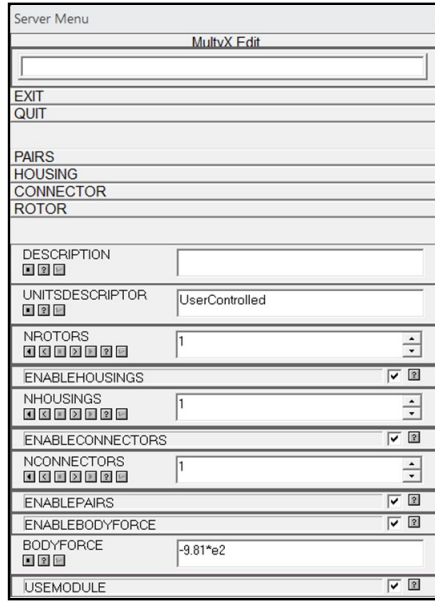 Server Menu
MultyX Edit
EXIT
QUIT
PAIRS
HOUSING
CONNECTOR
ROTOR
DESCRIPTION
UNITSDESCRIPTOR
UserControlled
NROTORS
1
ENABLEHOUSINGS
NHOUSINGS
1
ENABLECONNECTORS
NCONNECTORS
1
ENABLEPAIRS
ENABLEBODYFORCE
BODYFORCE
-9.81*e2
USEMODULE